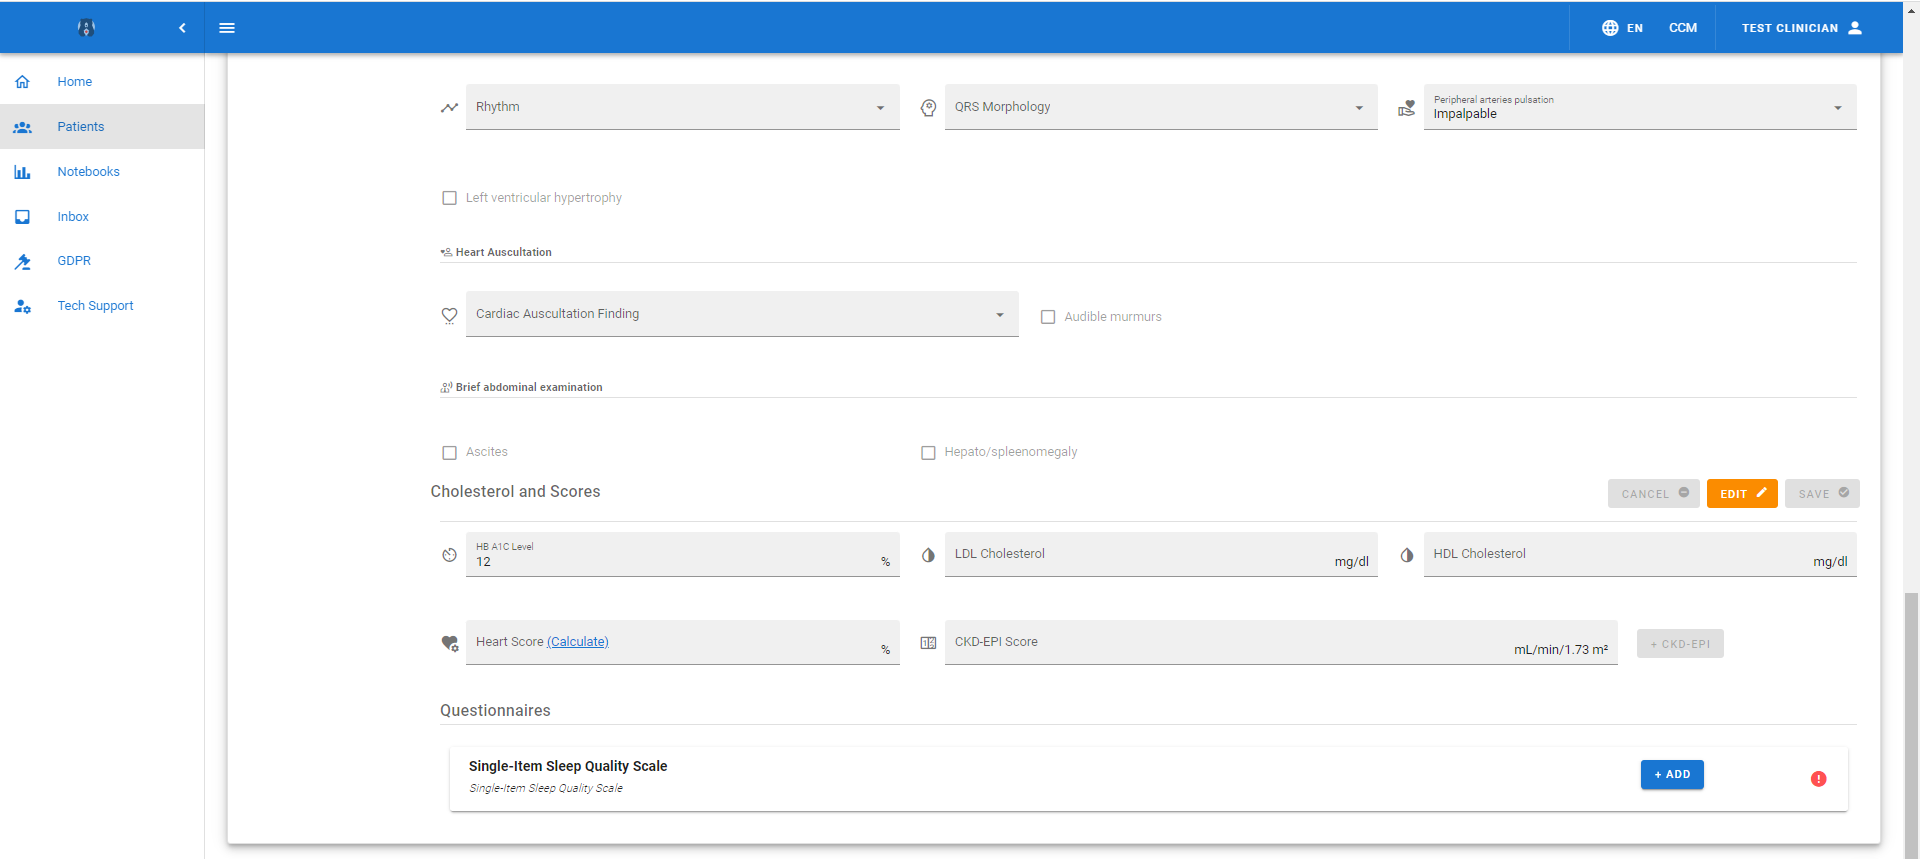 EN
CCM
TEST CLINICIAN
Home
Patients
Notebooks
Inbox
GDPR
Tech Support
Rhythm
QRS Morphology
Peripheral arteries pulsation
Impalpable
Left ventricular hypertrophy
Heart Auscultation
Cardiac Auscultation Finding
Audible murmurs
Brief abdominal examination
Ascites
Hepato/spleenomegaly
Cholesterol and Scores
CANCEL
EDIT
SAVE
HB A1C Level
12
%
LDL Cholesterol
mg/dl
HDL Cholesterol
mg/dl
Heart Score (Calculate)
%
CKD-EPI Score
mL/min/1.73 m²
+ CKD-EPI
Questionnaires
Single-Item Sleep Quality Scale
Single-Item Sleep Quality Scale
+ ADD